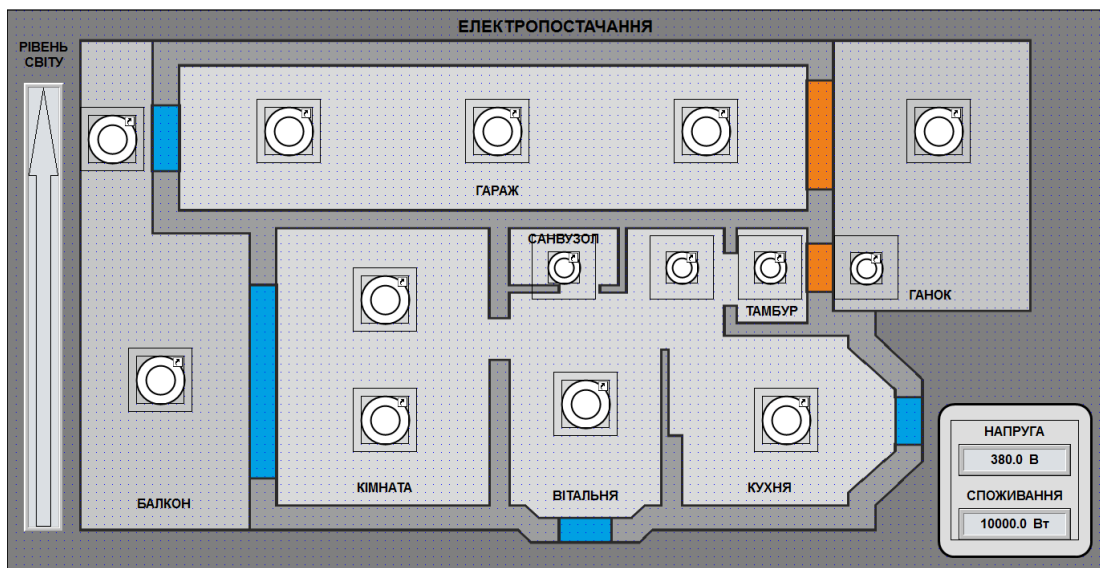 ЕЛЕКТРОПОСТАЧАННЯ
РІВЕНЬ
СВІТУ
ГАРАЖ
САНВУЗОЛ
ГАНОК
ТАМБУР
НАПРУГА
380.0 В
КІМНАТА
ВІТАЛЬНЯ
КУХНЯ
СПОЖИВАННЯ
БАЛКОН
10000.0 Вт